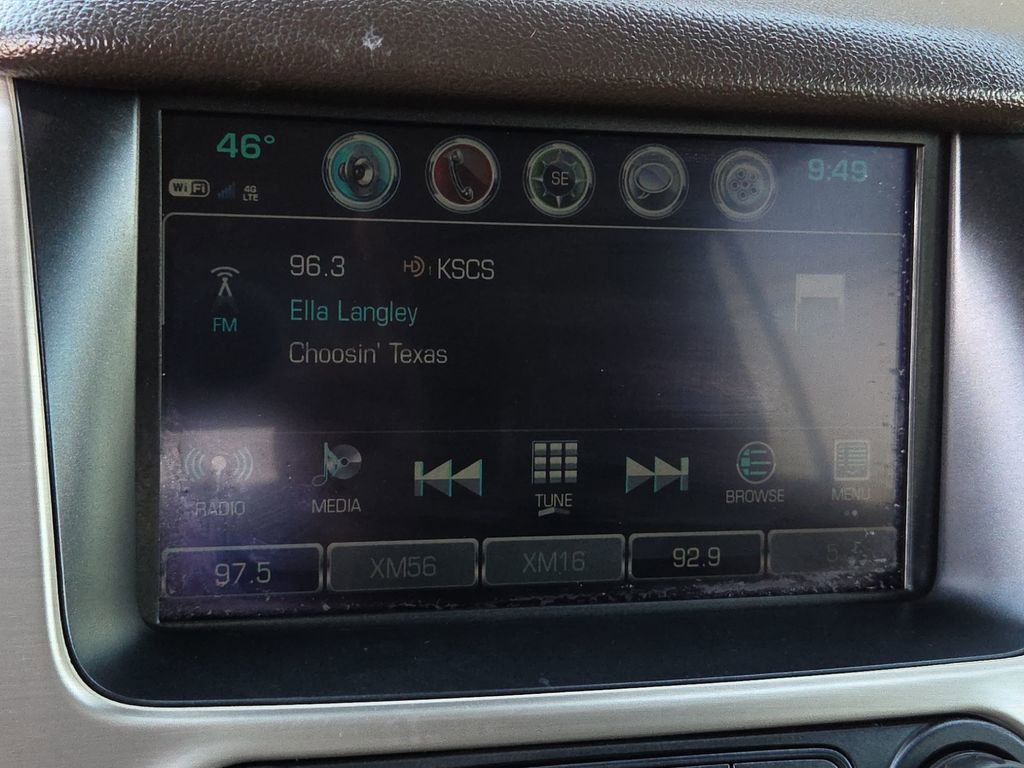 46°
WiFi
4G
LTE
SE
9:49
FM
96.3 HD1 KSCS
Ella Langley
Choosin' Texas
RADIO
MEDIA
TUNE
BROWSE
MENU
97.5
XM56
XM16
92.9